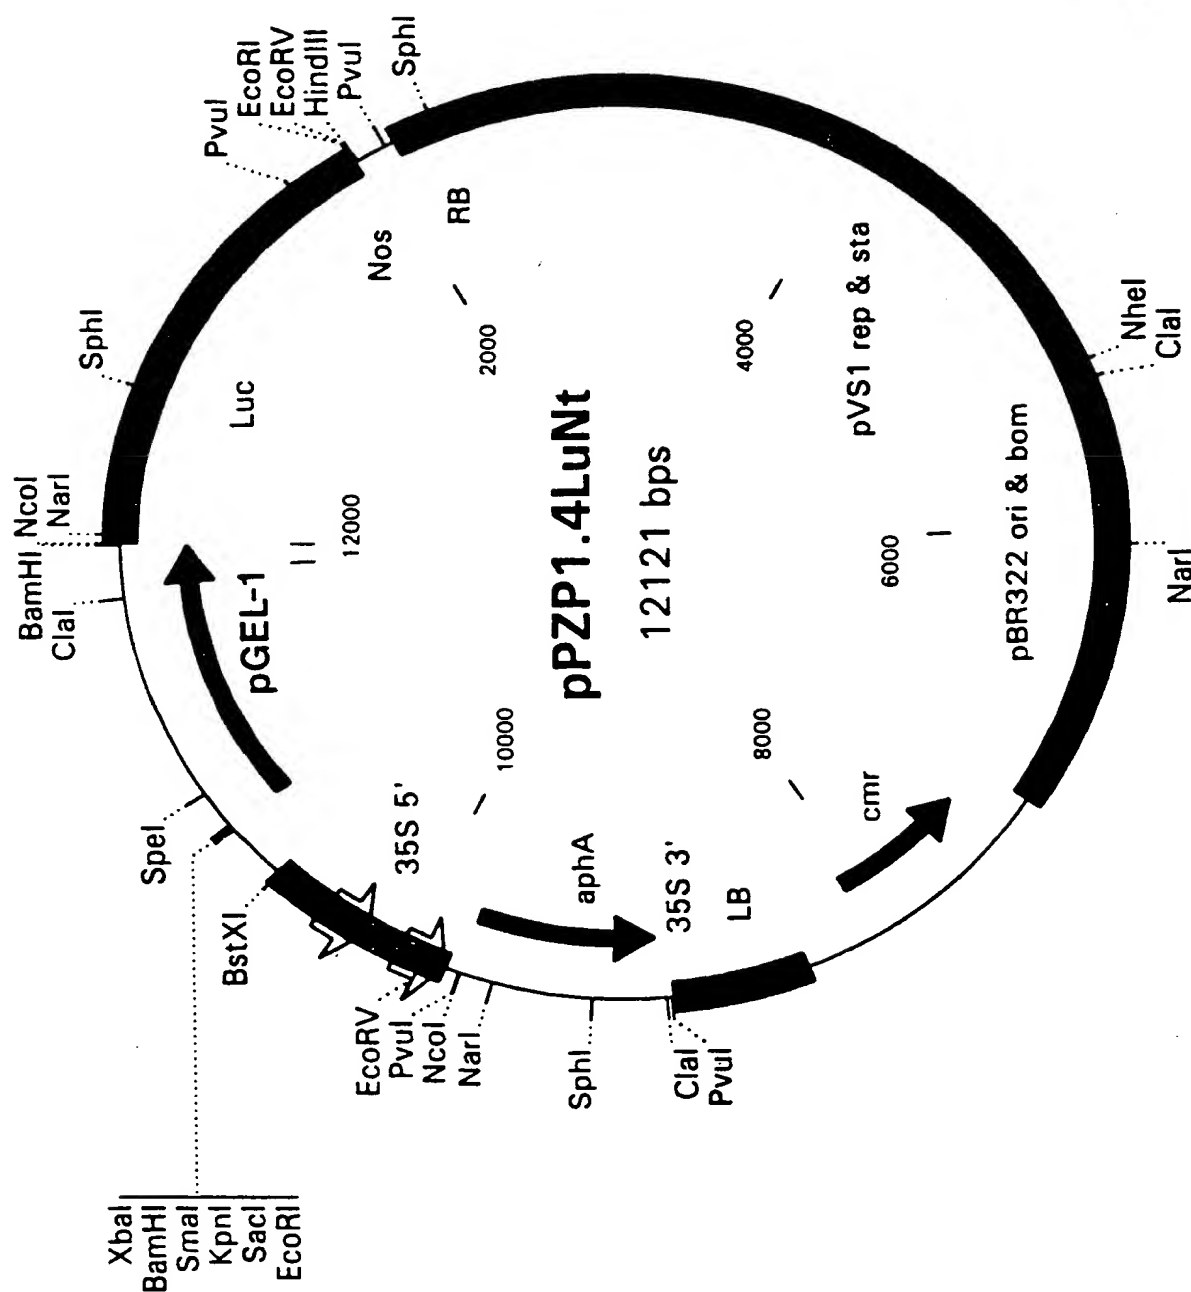 pPZP1.4LuNt
12121 bps
BamHI
NcoI
NarI
ClaI
SphI
PvuI
EcoRI
EcoRV
HindIII
PvuI
SphI
NheI
ClaI
NarI
ClaI
PvuI
SphI
NarI
NcoI
PvuI
EcoRV
BstXI
XbaI
BamHI
SmaI
KpnI
SacI
EcoRI
SpeI
pGEL-1
Luc
Nos
RB
pVS1 rep & sta
pBR322 ori & bom
cmr
LB
35S 3'
aphA
35S 5'
2000
4000
6000
8000
10000
12000